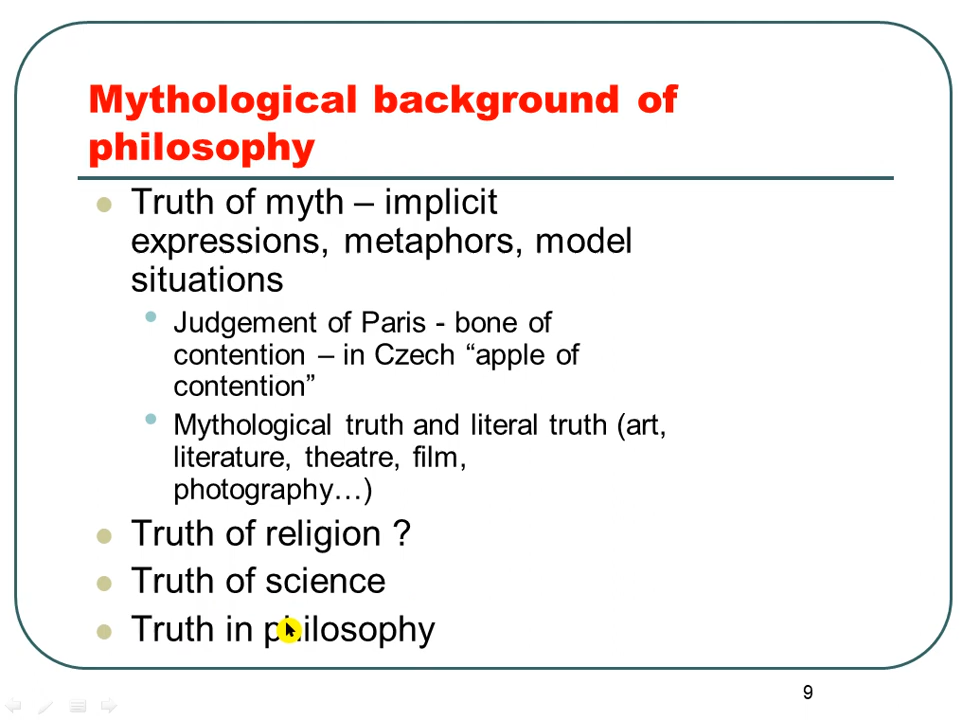 Mythological background of
philosophy
Truth of myth – implicit
expressions, metaphors, model
situations
Judgement of Paris - bone of
contention – in Czech “apple of
contention”
Mythological truth and literal truth (art,
literature, theatre, film,
photography…)
Truth of religion ?
Truth of science
Truth in philosophy
9